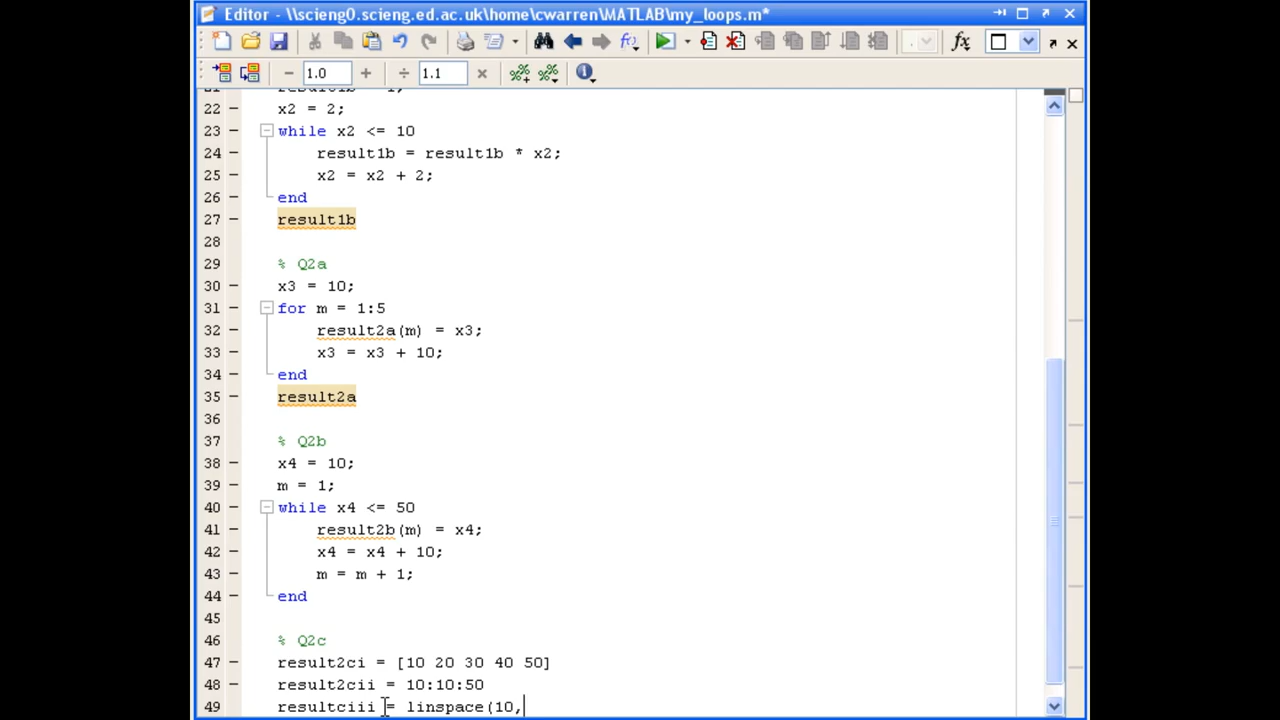 Editor - \\scieng0.scieng.ed.ac.uk\home\cwarren\MATLAB\my_loops.m*
1.0
1.1
22 x2 = 2;
23 while x2 <= 10
24 result1b = result1b * x2;
25 x2 = x2 + 2;
26 end
27 result1b
28
29 % Q2a
30 x3 = 10;
31 for m = 1:5
32 result2a(m) = x3;
33 x3 = x3 + 10;
34 end
35 result2a
36
37 % Q2b
38 x4 = 10;
39 m = 1;
40 while x4 <= 50
41 result2b(m) = x4;
42 x4 = x4 + 10;
43 m = m + 1;
44 end
45
46 % Q2c
47 result2ci = [10 20 30 40 50]
48 result2cii = 10:10:50
49 resultciii = linspace(10,